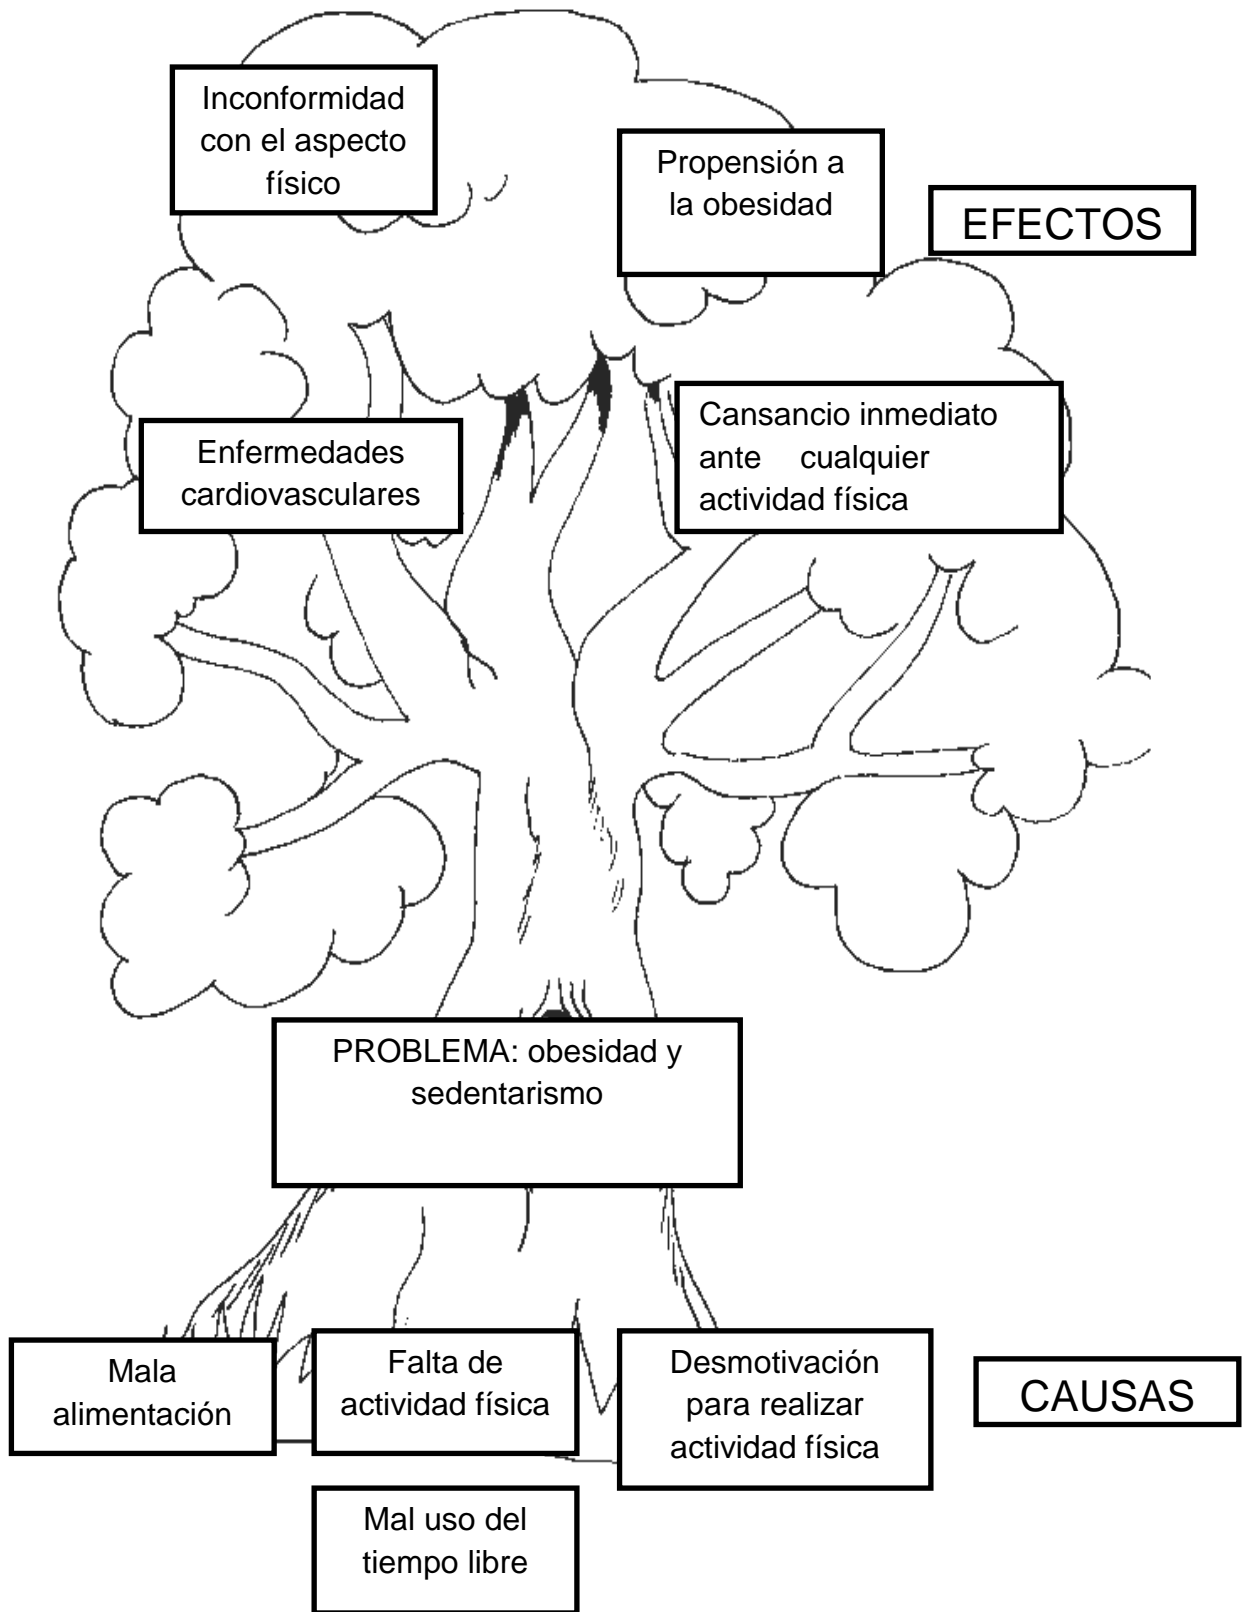 Inconformidad
con el aspecto
físico
Propensión a
la obesidad
EFECTOS
Enfermedades
cardiovasculares
Cansancio inmediato
ante cualquier
actividad física
PROBLEMA: obesidad y
sedentarismo
Mala
alimentación
Falta de
actividad física
Desmotivación
para realizar
actividad física
CAUSAS
Mal uso del
tiempo libre